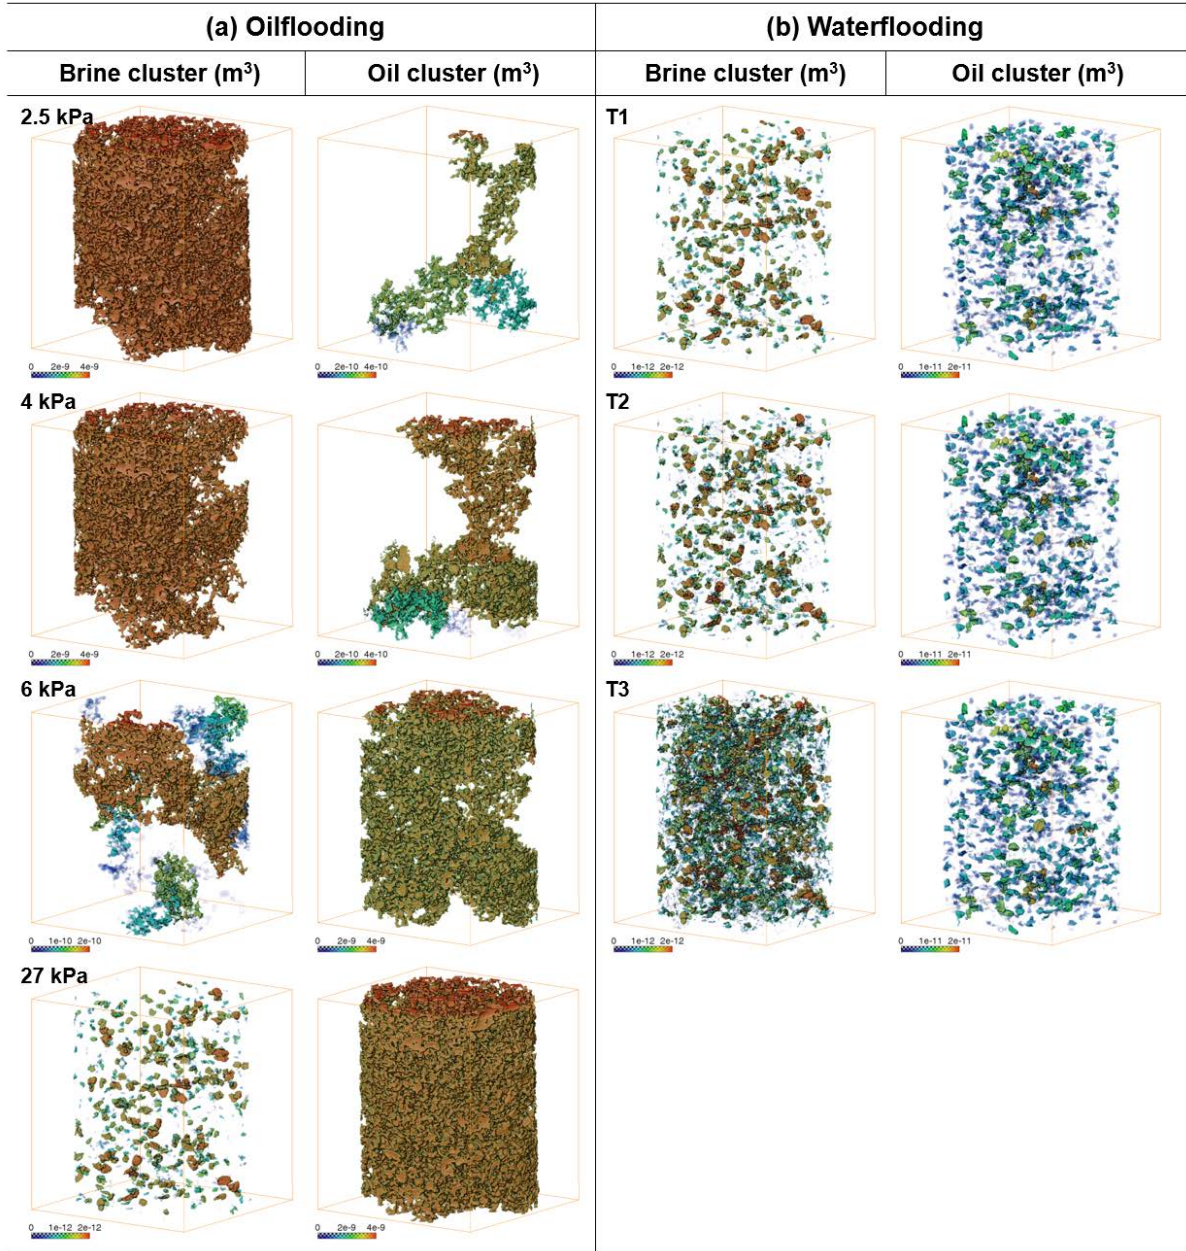 (a) Oilflooding (b) Waterflooding
Brine cluster (m³) Oil cluster (m³) Brine cluster (m³) Oil cluster (m³)
2.5 kPa T1
0 2e-9 4e-9 0 2e-10 4e-10 0 1e-12 2e-12 0 1e-11 2e-11
4 kPa T2
0 2e-9 4e-9 0 2e-10 4e-10 0 1e-12 2e-12 0 1e-11 2e-11
6 kPa T3
0 1e-10 2e-10 0 2e-9 4e-9 0 1e-12 2e-12 0 1e-11 2e-11
27 kPa
0 1e-12 2e-12 0 2e-9 4e-9